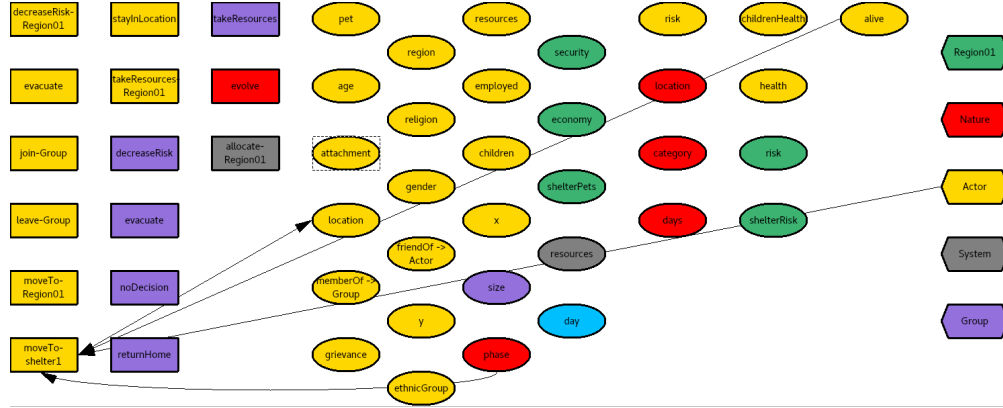 decreaseRisk-
Region01
stayInLocation
takeResources
pet
resources
risk
childrenHealth
alive
region
security
Region01
evacuate
takeResources-
Region01
evolve
age
employed
location
health
religion
economy
Nature
join-Group
decreaseRisk
allocate-
Region01
attachment
children
category
risk
gender
shelterPets
Actor
leave-Group
evacuate
location
x
days
shelterRisk
friendOf ->
Actor
resources
System
moveTo-
Region01
noDecision
memberOf ->
Group
size
y
day
Group
moveTo-
shelter1
returnHome
grievance
phase
ethnicGroup